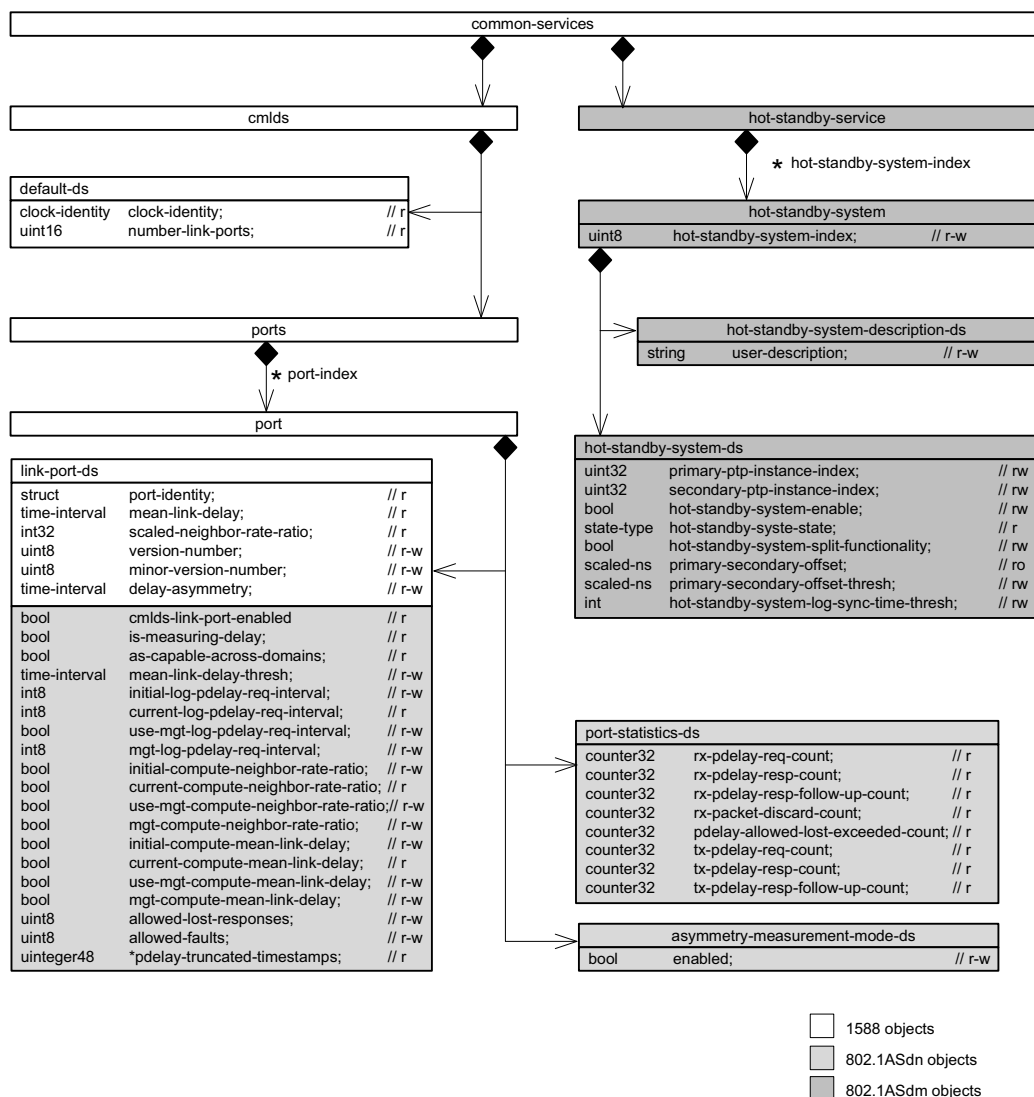 common-services
cmlds
hot-standby-service
* hot-standby-system-index
default-ds
clock-identity clock-identity; // r
uint16 number-link-ports; // r
hot-standby-system
uint8 hot-standby-system-index; // r-w
ports
* port-index
hot-standby-system-description-ds
string user-description; // r-w
port
link-port-ds
struct port-identity; // r
time-interval mean-link-delay; // r
int32 scaled-neighbor-rate-ratio; // r
uint8 version-number; // r-w
uint8 minor-version-number; // r-w
time-interval delay-asymmetry; // r-w
bool cmlds-link-port-enabled // r
bool is-measuring-delay; // r
bool as-capable-across-domains; // r
time-interval mean-link-delay-thresh; // r-w
int8 initial-log-pdelay-req-interval; // r-w
int8 current-log-pdelay-req-interval; // r
bool use-mgt-log-pdelay-req-interval; // r-w
int8 mgt-log-pdelay-req-interval; // r-w
bool initial-compute-neighbor-rate-ratio; // r-w
bool current-compute-neighbor-rate-ratio; // r
bool use-mgt-compute-neighbor-rate-ratio; // r-w
bool mgt-compute-neighbor-rate-ratio; // r-w
bool initial-compute-mean-link-delay; // r-w
bool current-compute-mean-link-delay; // r
bool use-mgt-compute-mean-link-delay; // r-w
bool mgt-compute-mean-link-delay; // r-w
uint8 allowed-lost-responses; // r-w
uint8 allowed-faults; // r-w
uinteger48 *pdelay-truncated-timestamps; // r
hot-standby-system-ds
uint32 primary-ptp-instance-index; // rw
uint32 secondary-ptp-instance-index; // rw
bool hot-standby-system-enable; // rw
state-type hot-standby-syste-state; // r
bool hot-standby-system-split-functionality; // rw
scaled-ns primary-secondary-offset; // ro
scaled-ns primary-secondary-offset-thresh; // rw
int hot-standby-system-log-sync-time-thresh; // rw
port-statistics-ds
counter32 rx-pdelay-req-count; // r
counter32 rx-pdelay-resp-count; // r
counter32 rx-pdelay-resp-follow-up-count; // r
counter32 rx-packet-discard-count; // r
counter32 pdelay-allowed-lost-exceeded-count; // r
counter32 tx-pdelay-req-count; // r
counter32 tx-pdelay-resp-count; // r
counter32 tx-pdelay-resp-follow-up-count; // r
asymmetry-measurement-mode-ds
bool enabled; // r-w
1588 objects
802.1ASdn objects
802.1ASdm objects